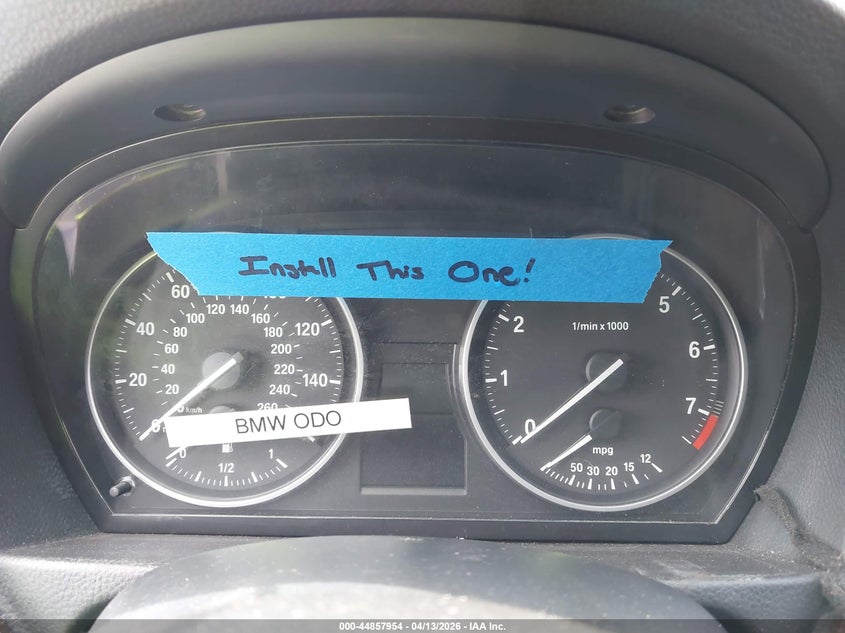 Install This One!
60
100 120 140 160
40 80 180 120
60 200
20 40 220 140
20 240
0 km/h 260
BMW ODO
0 1/2 1
1/min x 1000
0 1 2 5 6 7
mpg
50 30 20 15 12
000-44857954 - 04/13/2026 - IAA Inc.